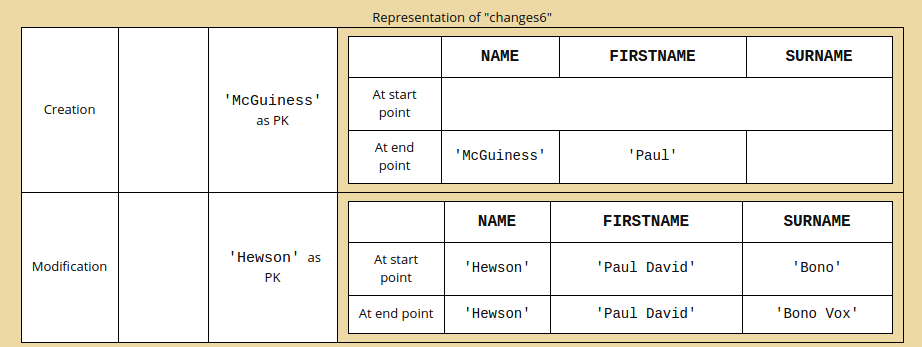 Representation of "changes6"
Creation
'McGuiness'
as PK
NAME FIRSTNAME SURNAME
At start
point
At end
point
'McGuiness' 'Paul'
Modification
'Hewson' as
PK
NAME FIRSTNAME SURNAME
At start
point
'Hewson' 'Paul David' 'Bono'
At end point 'Hewson' 'Paul David' 'Bono Vox'